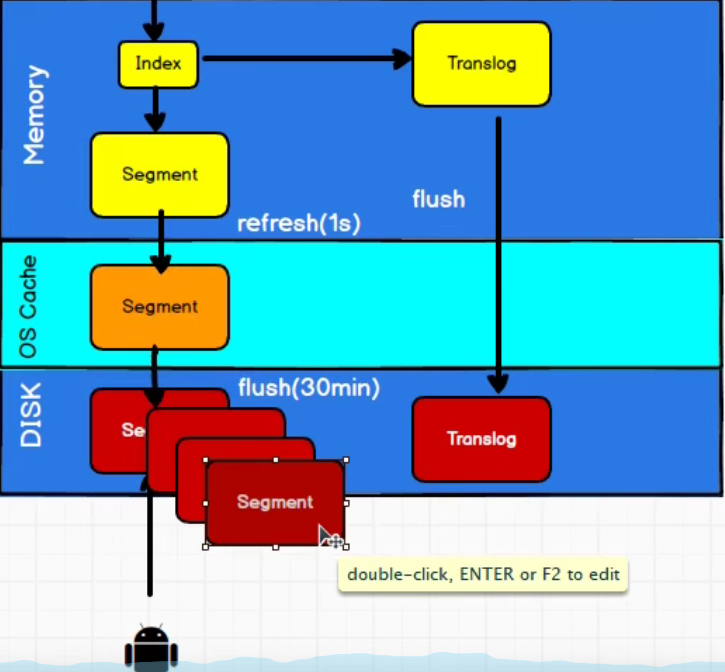 Memory
Index
Translog
Segment
flush
refresh(1s)
OS Cache
Segment
DISK
flush(30min)
Se
Translog
Segment
double-click, ENTER or F2 to edit